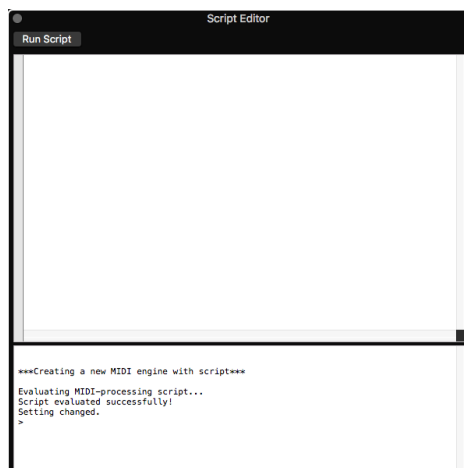 Script Editor
Run Script
***Creating a new MIDI engine with script***
Evaluating MIDI-processing script...
Script evaluated successfully!
Setting changed.
>